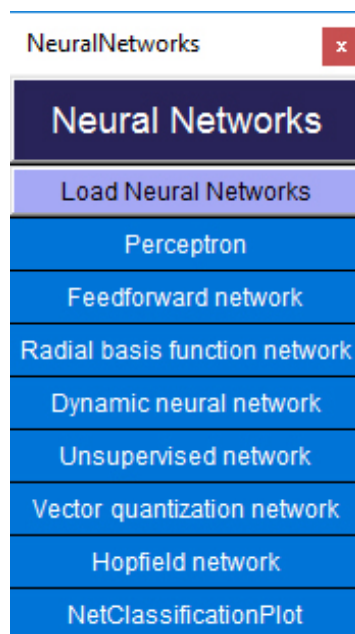 NeuralNetworks
x
Neural Networks
Load Neural Networks
Perceptron
Feedforward network
Radial basis function network
Dynamic neural network
Unsupervised network
Vector quantization network
Hopfield network
NetClassificationPlot